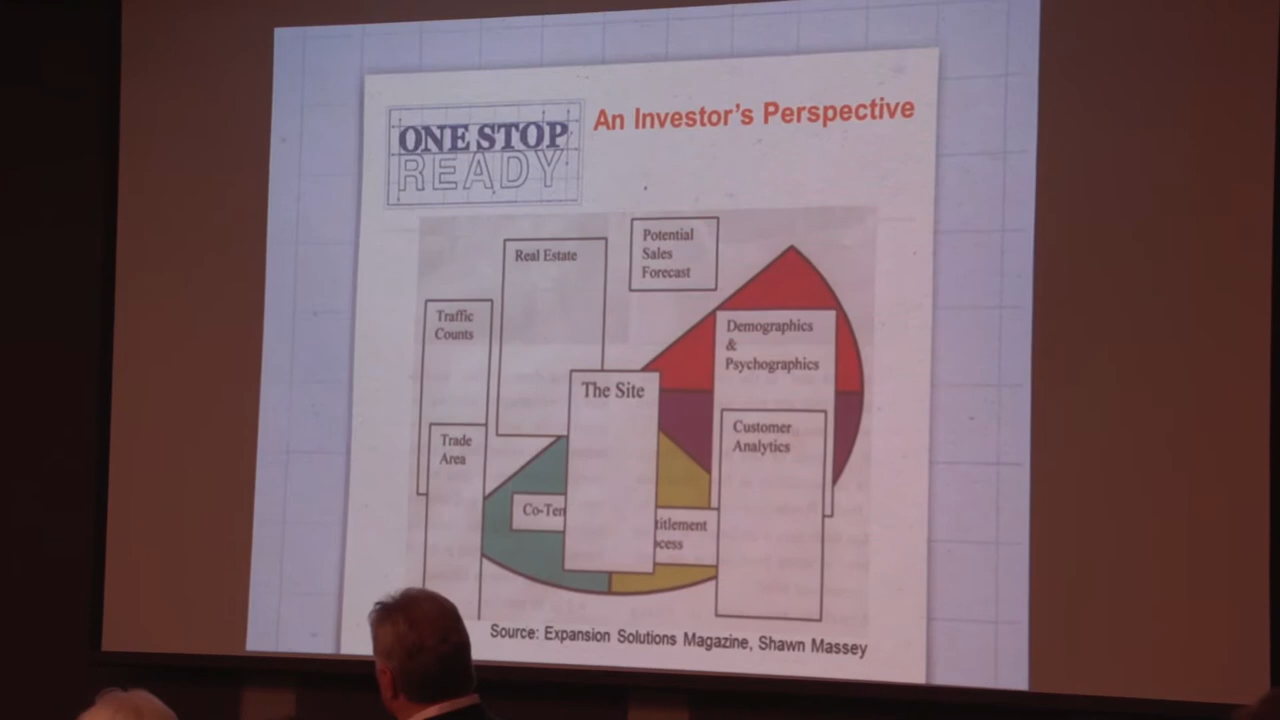 ONE STOP
READY
An Investor's Perspective
Real Estate
Potential
Sales
Forecast
Traffic
Counts
Demographics
&
Psychographics
The Site
Customer
Analytics
Trade
Area
Co-Ten
titlement
cess
Source: Expansion Solutions Magazine, Shawn Massey